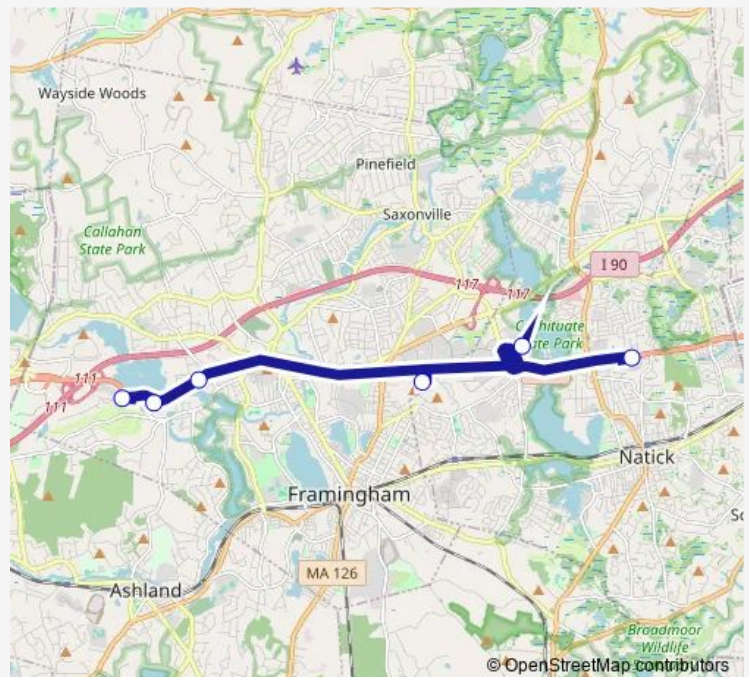 Wayside Woods
Pinefield
Saxonville
Callahan
State Park
I 90
117
117
State Park
111
111
Natick
Framingham
MA 126
Ashland
Broadmoor
Wildlife
© OpenStreetMap contributors